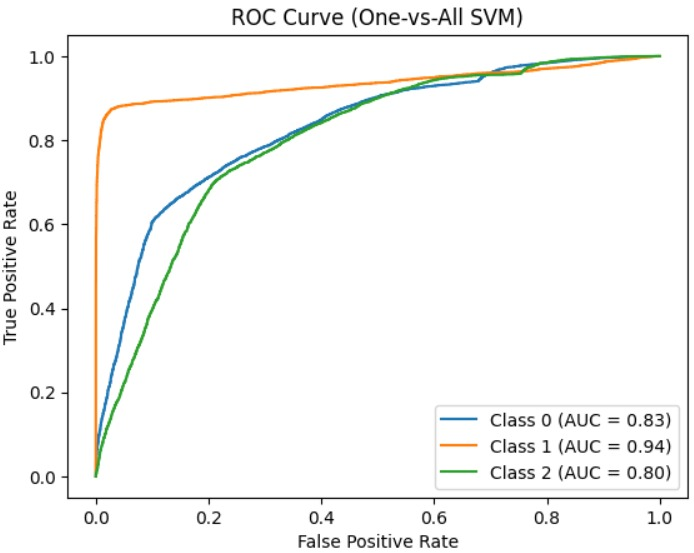 ROC Curve (One-vs-All SVM)
True Positive Rate
1.0
0.8
0.6
0.4
0.2
0.0
Class 0 (AUC = 0.83)
Class 1 (AUC = 0.94)
Class 2 (AUC = 0.80)
0.0 0.2 0.4 0.6 0.8 1.0
False Positive Rate